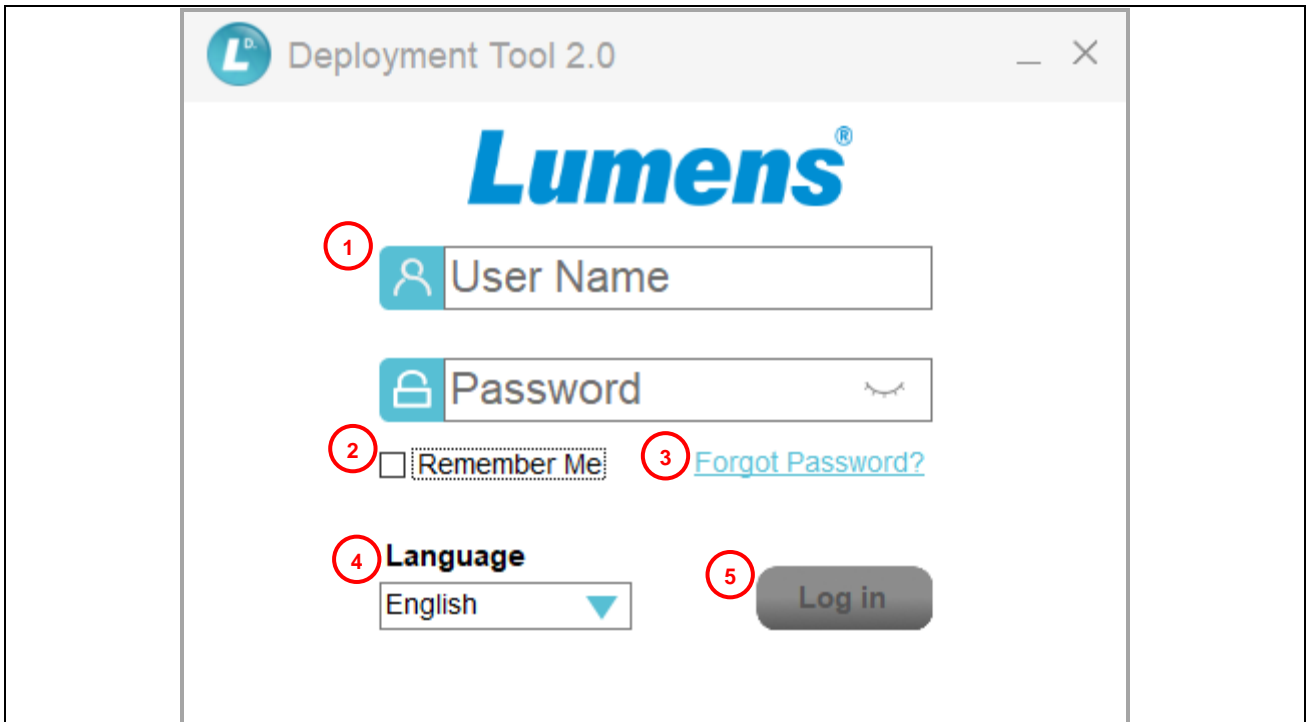 L D.
Deployment Tool 2.0
Lumens®
1
User Name
Password
2 Remember Me 3 Forgot Password?
4 Language
English
5 Log in